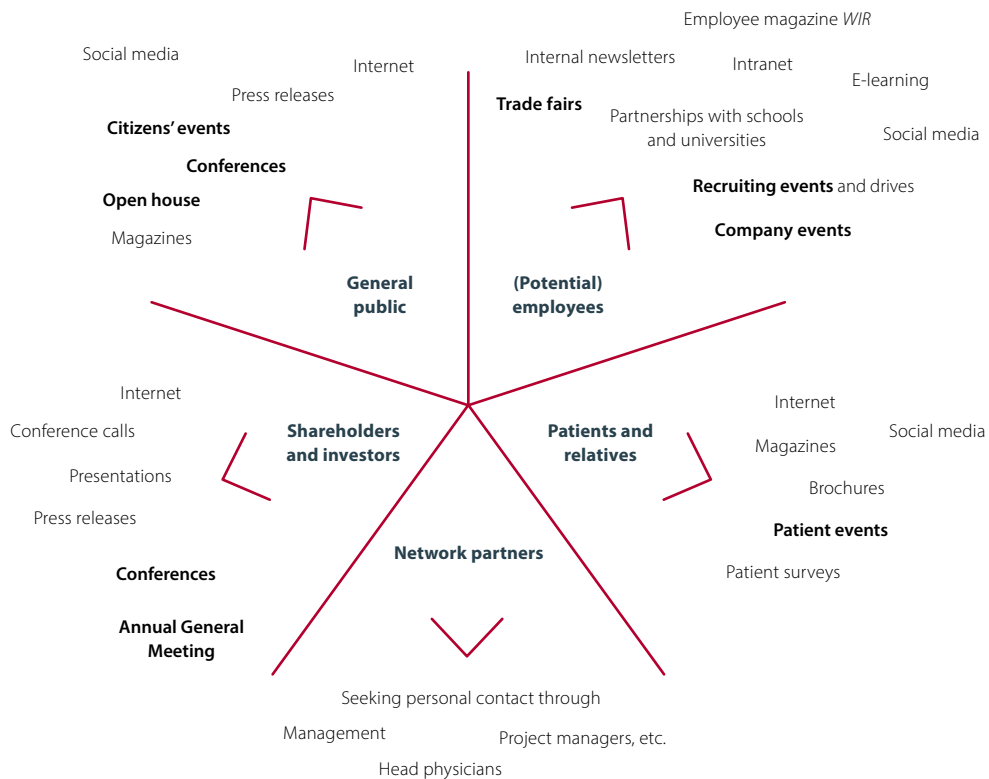 Social media
Internet
Press releases
Citizens’ events
Conferences
Open house
Magazines
General
public
Employee magazine WIR
Internal newsletters
Intranet
E-learning
Trade fairs
Partnerships with schools
and universities
Social media
Recruiting events and drives
Company events
(Potential)
employees
Internet
Conference calls
Presentations
Press releases
Conferences
Annual General
Meeting
Shareholders
and investors
Patients and
relatives
Internet
Social media
Magazines
Brochures
Patient events
Patient surveys
Network partners
Seeking personal contact through
Management
Project managers, etc.
Head physicians